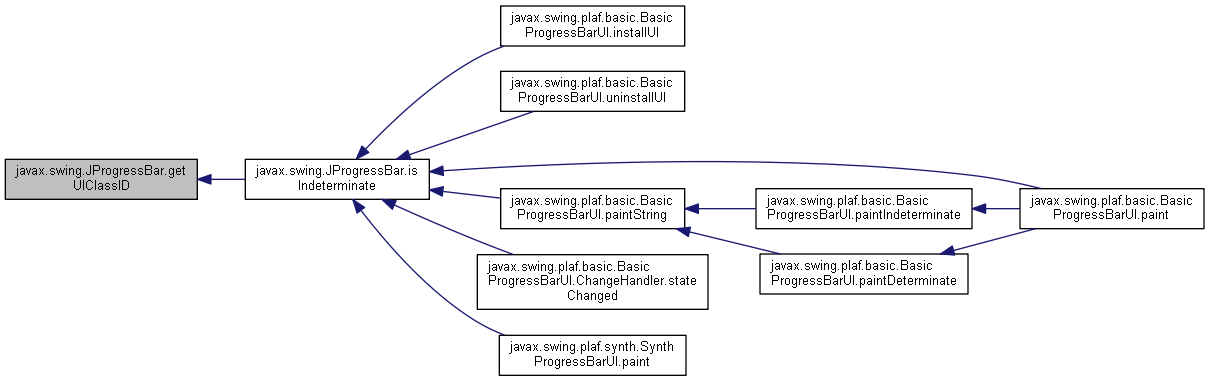 javax.swing.plaf.basic.Basic
ProgressBarUI.installUI
javax.swing.plaf.basic.Basic
ProgressBarUI.uninstallUI
javax.swing.JProgressBar.get
UIClassID
javax.swing.JProgressBar.is
Indeterminate
javax.swing.plaf.basic.Basic
ProgressBarUI.paintString
javax.swing.plaf.basic.Basic
ProgressBarUI.paintIndeterminate
javax.swing.plaf.basic.Basic
ProgressBarUI.paint
javax.swing.plaf.basic.Basic
ProgressBarUI.ChangeHandler.state
Changed
javax.swing.plaf.basic.Basic
ProgressBarUI.paintDeterminate
javax.swing.plaf.synth.Synth
ProgressBarUI.paint